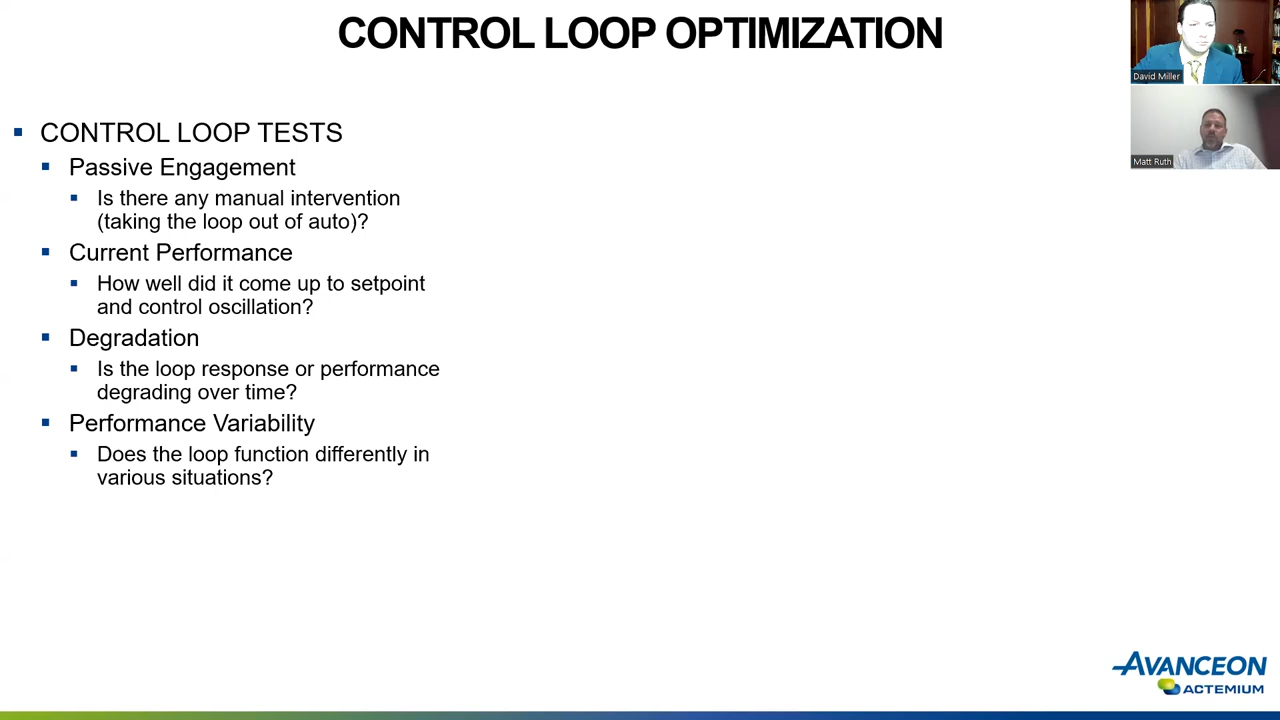 CONTROL LOOP OPTIMIZATION
David Miller
Matt Ruth
CONTROL LOOP TESTS
Passive Engagement
Is there any manual intervention
(taking the loop out of auto)?
Current Performance
How well did it come up to setpoint
and control oscillation?
Degradation
Is the loop response or performance
degrading over time?
Performance Variability
Does the loop function differently in
various situations?
AVANCEON
ACTEMIUM